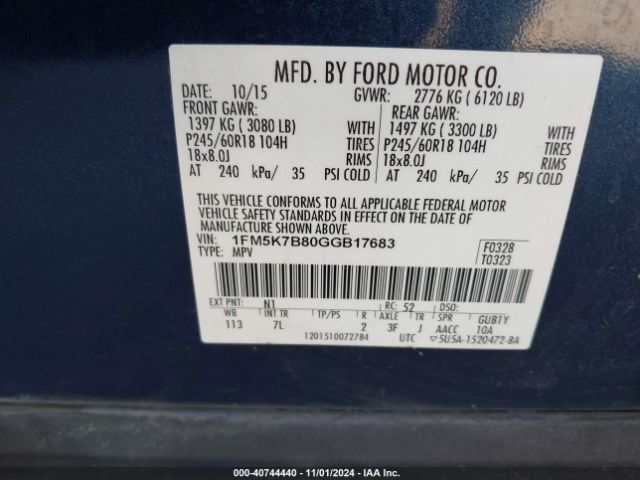 MFD. BY FORD MOTOR CO.
DATE: 10/15 GVWR: 2776 KG ( 6120 LB)
FRONT GAWR: REAR GAWR:
1397 KG ( 3080 LB) WITH 1497 KG ( 3300 LB) WITH
P245/60R18 104H TIRES P245/60R18 104H TIRES
18x8.0J RIMS 18x8.0J RIMS
AT 240 kPa/ 35 PSI COLD AT 240 kPa/ 35 PSI COLD
THIS VEHICLE CONFORMS TO ALL APPLICABLE FEDERAL MOTOR
VEHICLE SAFETY STANDARDS IN EFFECT ON THE DATE OF
MANUFACTURE SHOWN ABOVE.
VIN: 1FM5K7B80GGB17683 F0328
TYPE: MPV T0323
EXT PNT: N1 RC: 52 DSO:
WB INT TR TP/PS R AXLE TR SPR GUB1Y
113 7L 2 3F J AACC 10A
1201510072784 UTC ▽5U5A-1520472-BA
000-40744440 - 11/01/2024 - IAA Inc.